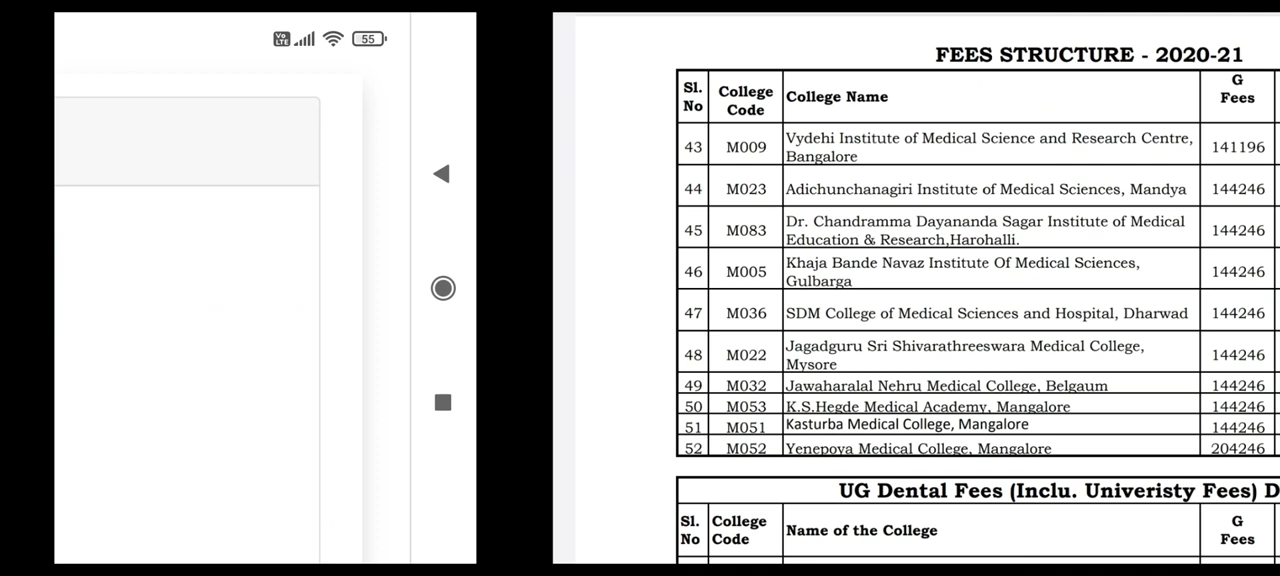 Vo
LTE
55
FEES STRUCTURE - 2020-21
Sl. No College Code College Name G Fees
43 M009 Vydehi Institute of Medical Science and Research Centre, Bangalore 141196
44 M023 Adichunchanagiri Institute of Medical Sciences, Mandya 144246
45 M083 Dr. Chandramma Dayananda Sagar Institute of Medical Education & Research,Harohalli. 144246
46 M005 Khaja Bande Navaz Institute Of Medical Sciences, Gulbarga 144246
47 M036 SDM College of Medical Sciences and Hospital, Dharwad 144246
48 M022 Jagadguru Sri Shivarathreeswara Medical College, Mysore 144246
49 M032 Jawaharalal Nehru Medical College, Belgaum 144246
50 M053 K.S.Hegde Medical Academy, Mangalore 144246
51 M051 Kasturba Medical College, Mangalore 144246
52 M052 Yenepoya Medical College, Mangalore 204246
UG Dental Fees (Inclu. Univeristy Fees) D
Sl. No College Code Name of the College G Fees